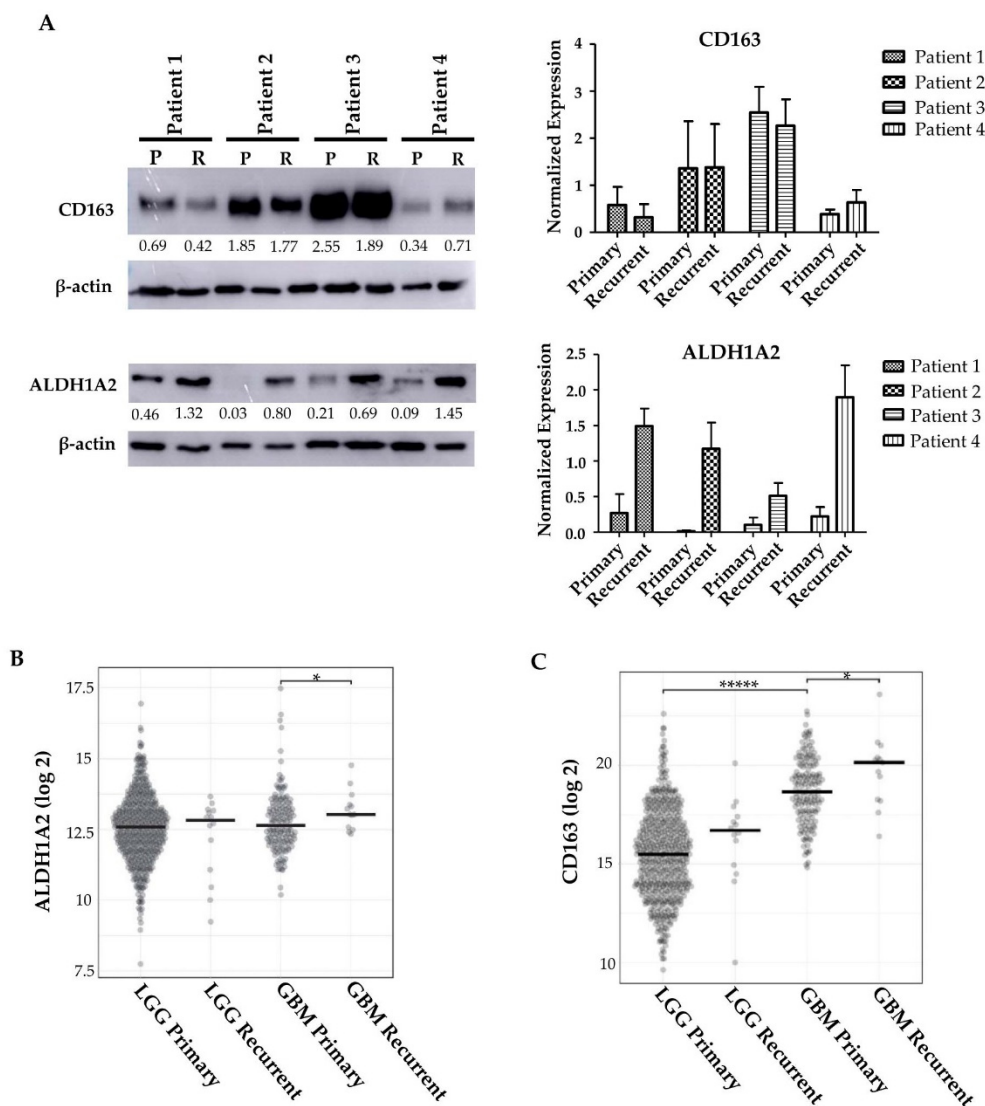 A
Patient 1
Patient 2
Patient 3
Patient 4
P R P R P R P R
CD163
0.69 0.42 1.85 1.77 2.55 1.89 0.34 0.71
β-actin
ALDH1A2
0.46 1.32 0.03 0.80 0.21 0.69 0.09 1.45
β-actin
CD163
Normalized Expression
4
3
2
1
0
Primary
Recurrent
Primary
Recurrent
Primary
Recurrent
Primary
Recurrent
Patient 1
Patient 2
Patient 3
Patient 4
ALDH1A2
Normalized Expression
2.5
2.0
1.5
1.0
0.5
0.0
Primary
Recurrent
Primary
Recurrent
Primary
Recurrent
Primary
Recurrent
Patient 1
Patient 2
Patient 3
Patient 4
B
ALDH1A2 (log 2)
17.5
15
12.5
10
7.5
*
LGG Primary
LGG Recurrent
GBM Primary
GBM Recurrent
C
CD163 (log 2)
20
15
10
*****
*
LGG Primary
LGG Recurrent
GBM Primary
GBM Recurrent